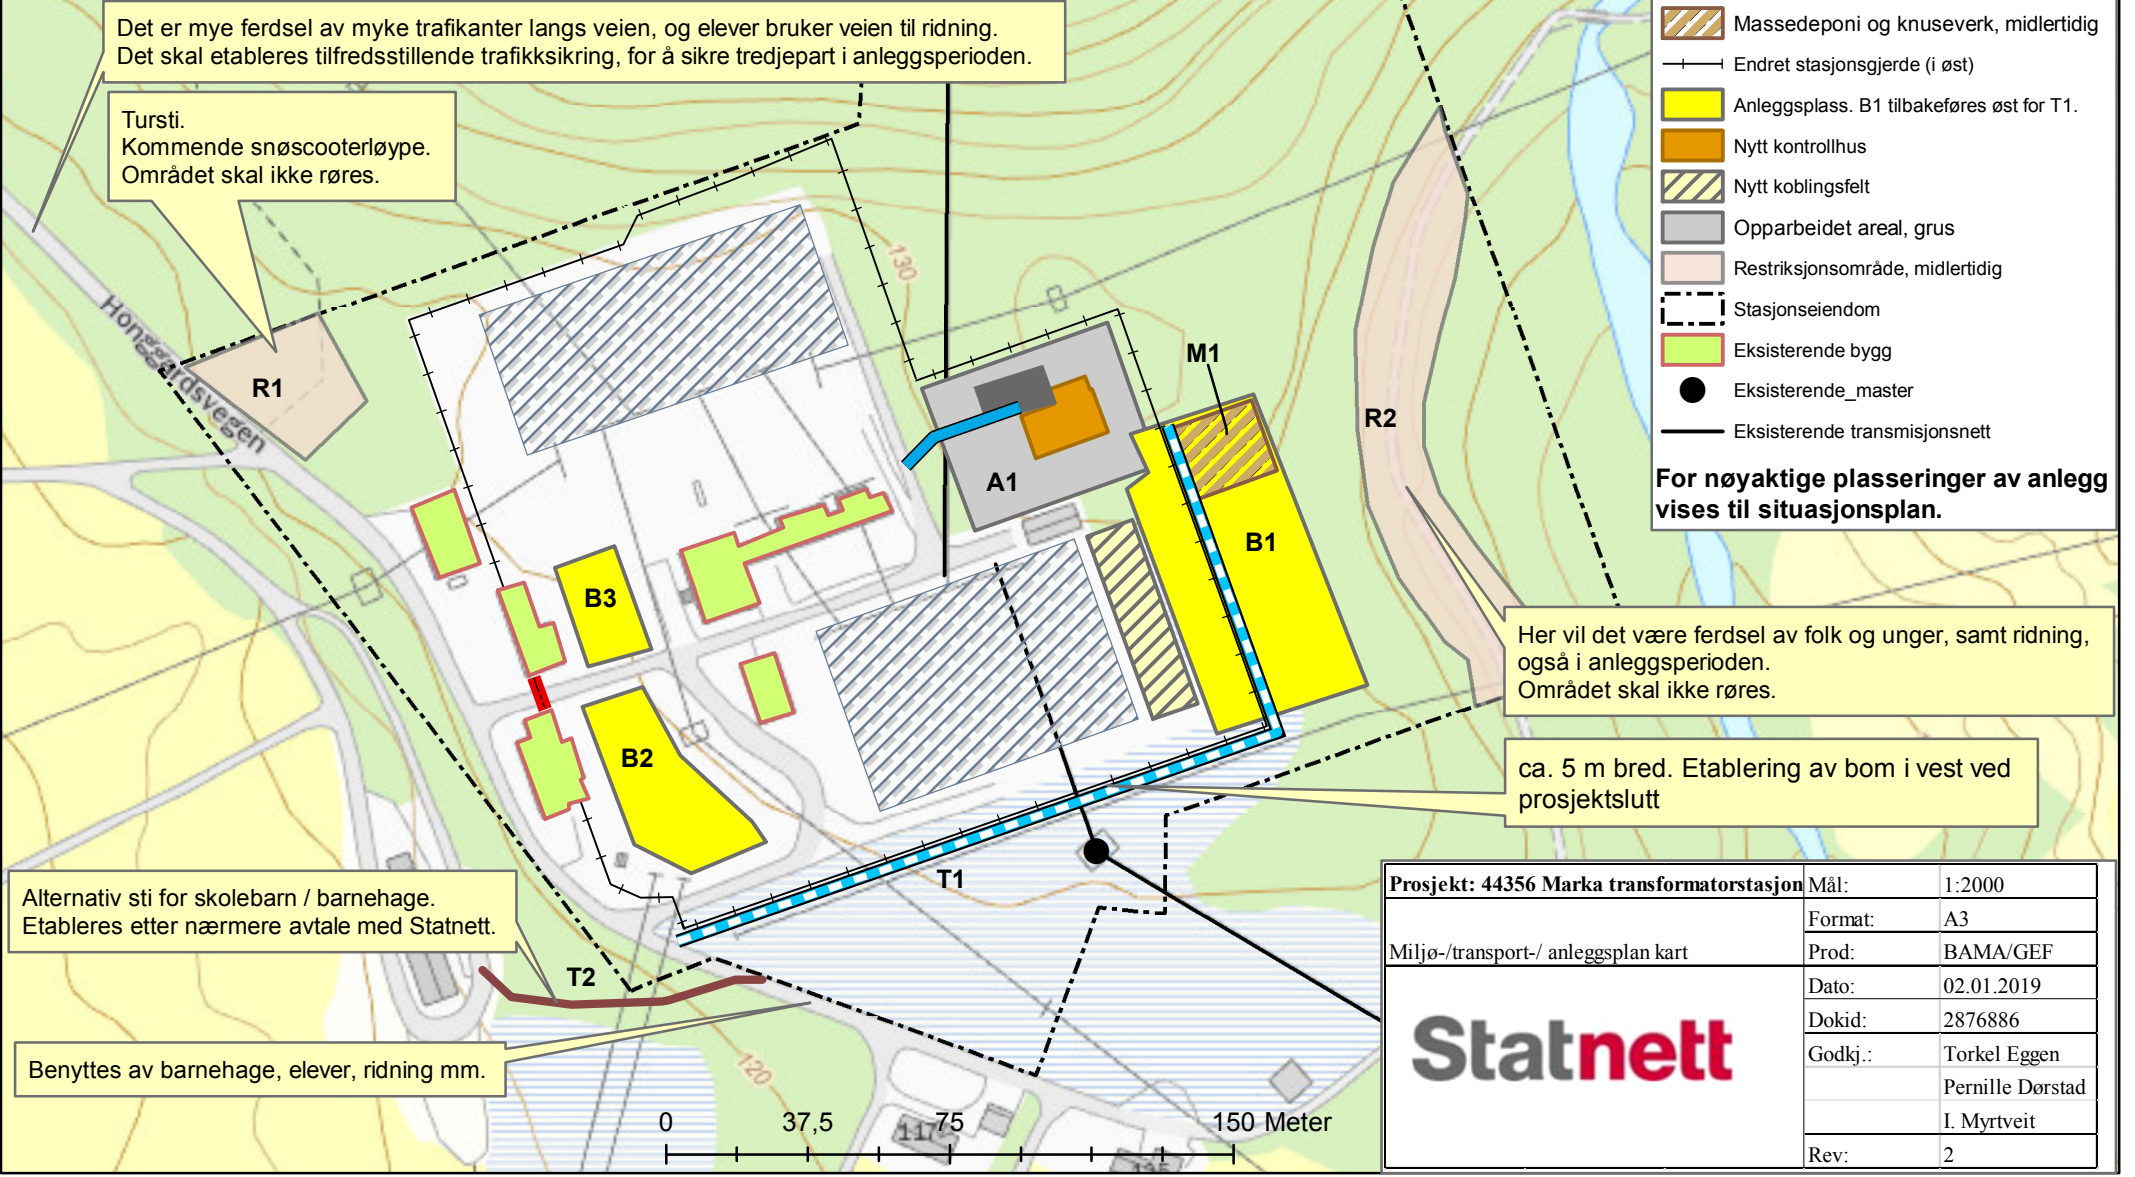 Det er mye ferdsel av myke trafikanter langs veien, og elever bruker veien til ridning.
Det skal etableres tilfredsstillende trafikksikring, for å sikre tredjepart i anleggsperioden.
Tursti.
Kommende snøscooterløype.
Området skal ikke røres.
Massedeponi og knuseverk, midlertidig
Endret stasjonsgjerde (i øst)
Anleggsplass. B1 tilbakeføres øst for T1.
Nytt kontrollhus
Nytt koblingsfelt
Opparbeidet areal, grus
Restriksjonsområde, midlertidig
Stasjonseiendom
Eksisterende bygg
Eksisterende_master
Eksisterende transmisjonsnett
For nøyaktige plasseringer av anlegg
vises til situasjonsplan.
130
Honggardsvegen
R1
M1
R2
A1
B1
B3
B2
T1
T2
Her vil det være ferdsel av folk og unger, samt ridning,
også i anleggsperioden.
Området skal ikke røres.
ca. 5 m bred. Etablering av bom i vest ved
prosjektslutt
Alternativ sti for skolebarn / barnehage.
Etableres etter nærmere avtale med Statnett.
Benyttes av barnehage, elever, ridning mm.
120
117
135
0 37,5 75 150 Meter
Prosjekt: 44356 Marka transformatorstasjon Mål: 1:2000
Format: A3
Miljø-/transport-/ anleggsplan kart Prod: BAMA/GEF
Dato: 02.01.2019
Dokid: 2876886
Godkj.: Torkel Eggen
Pernille Dørstad
I. Myrtveit
Rev: 2
Statnett